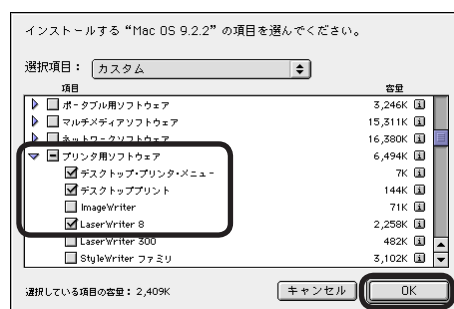 インストールする“Mac OS 9.2.2”の項目を選んでください。
選択項目： カスタム
項目 容量
ポータブル用ソフトウェア 3,246K
マルチメディアソフトウェア 15,311K
ネットワークソフトウェア 16,380K
プリンタ用ソフトウェア 6,494K
デスクトップ・プリンタ・メニュー 7K
デスクトッププリント 144K
ImageWriter 71K
LaserWriter 8 2,258K
LaserWriter 300 482K
StyleWriter ファミリ 3,102K
選択している項目の容量：2,409K キャンセル OK